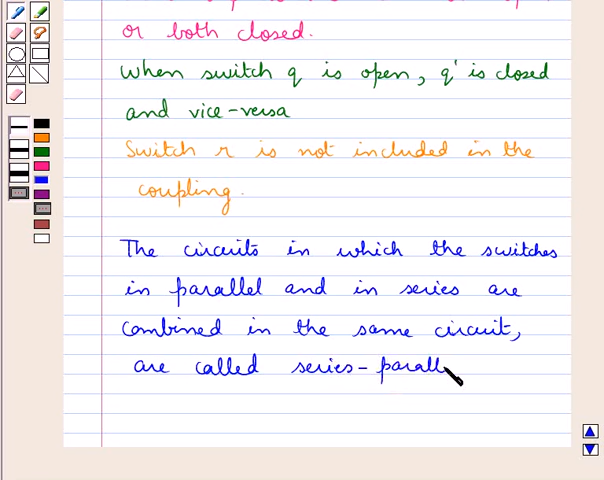 or both closed.
When switch q is open, q' is closed
and vice-versa
Switch r is not included in the
coupling.
The circuits in which the switches
in parallel and in series are
combined in the same circuit,
are called series-parall